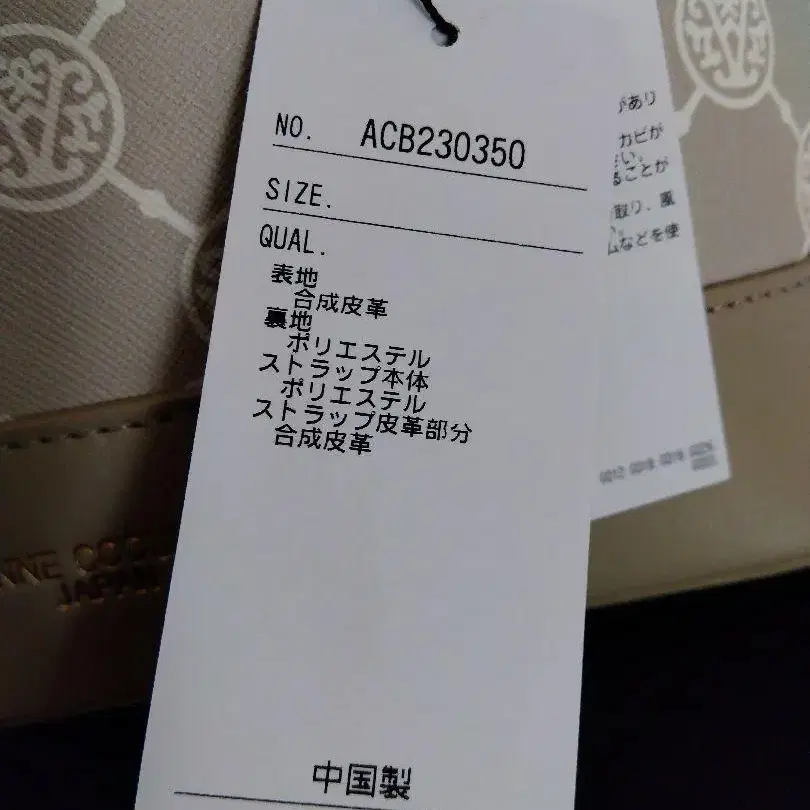 NO. ACB230350
SIZE.
QUAL.
表地
合成皮革
裏地
ポリエステル
ストラップ本体
ポリエステル
ストラップ皮革部分
合成皮革
中国製
があり
カビが
ることが
取り、風
ムなどを使
NNE
JAPAN